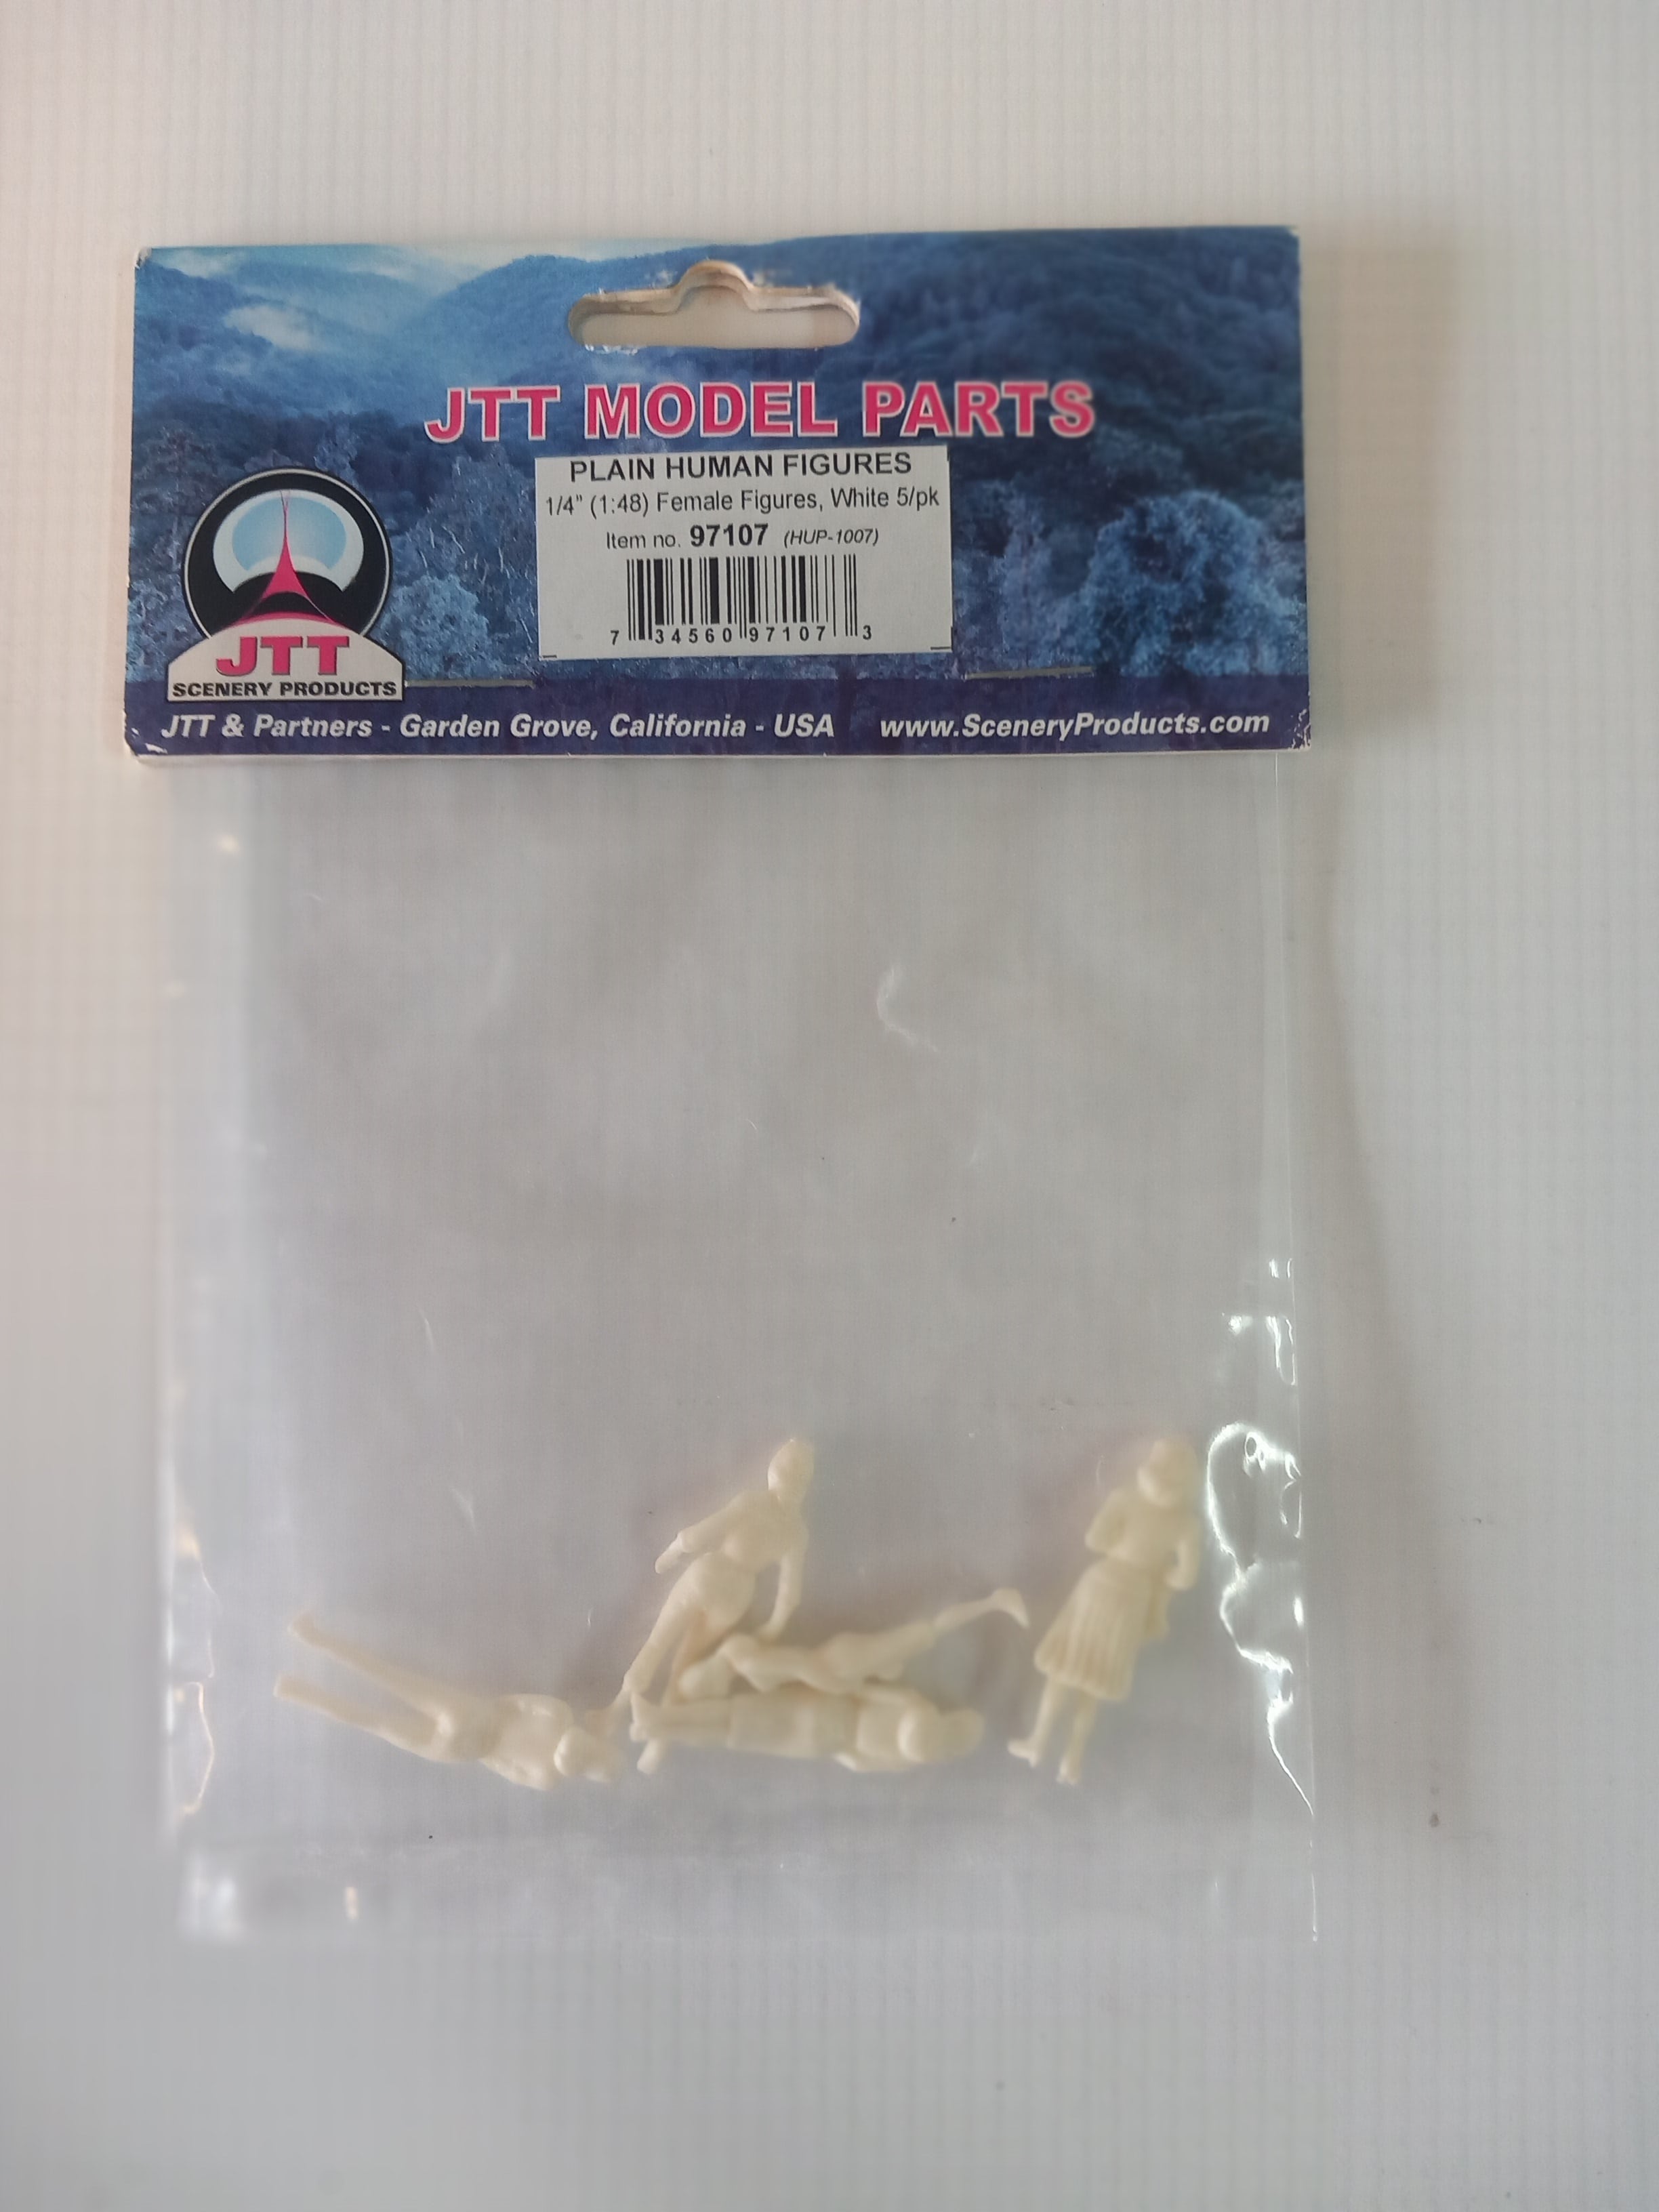 JTT MODEL PARTS
PLAIN HUMAN FIGURES
1/4" (1:48) Female Figures, White 5/pk
Item no. 97107 (HUP-1007)
7 34560 97107 3
JTT
SCENERY PRODUCTS
JTT & Partners - Garden Grove, California - USA www.SceneryProducts.com